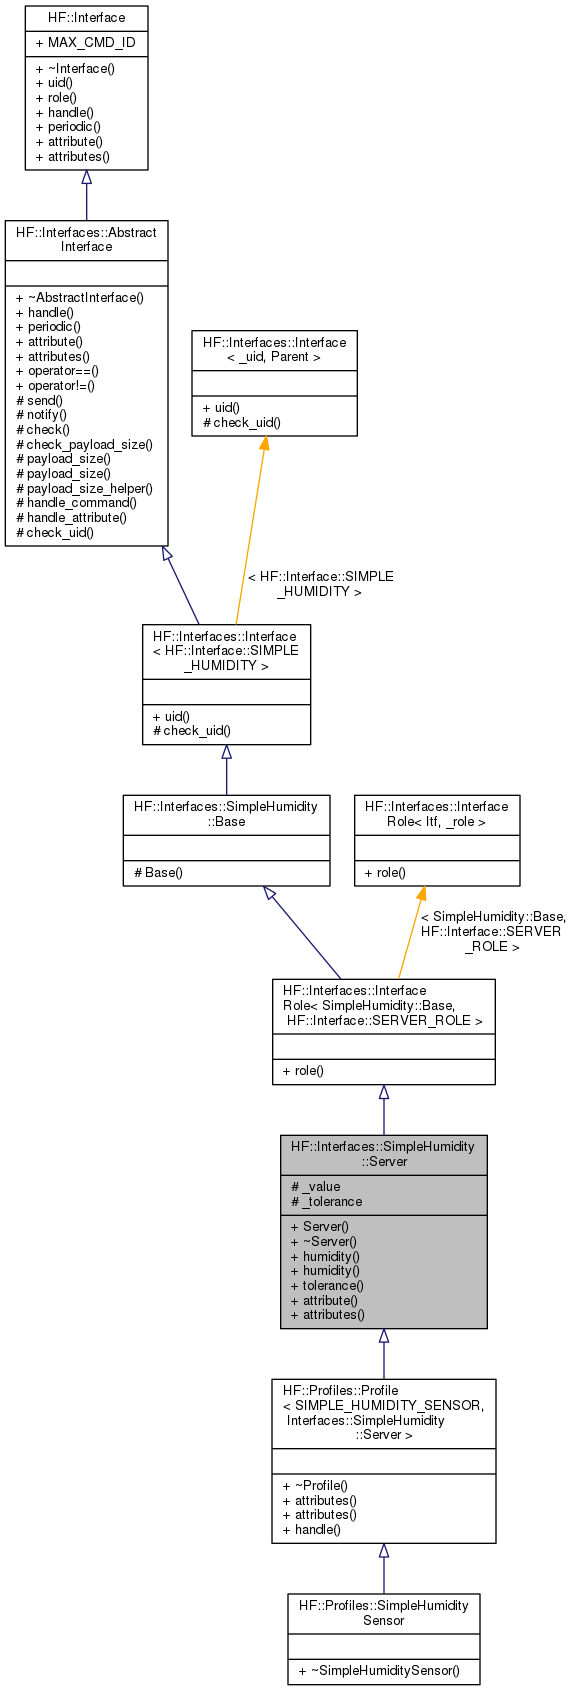 HF::Interface
+ MAX_CMD_ID
+ ~Interface()
+ uid()
+ role()
+ handle()
+ periodic()
+ attribute()
+ attributes()
HF::Interfaces::Abstract
Interface
+ ~AbstractInterface()
+ handle()
+ periodic()
+ attribute()
+ attributes()
+ operator==()
+ operator!=()
# send()
# notify()
# check()
# check_payload_size()
# payload_size()
# payload_size()
# payload_size_helper()
# handle_command()
# handle_attribute()
# check_uid()
HF::Interfaces::Interface
< _uid, Parent >
+ uid()
# check_uid()
< HF::Interface::SIMPLE
_HUMIDITY >
HF::Interfaces::Interface
< HF::Interface::SIMPLE
_HUMIDITY >
+ uid()
# check_uid()
HF::Interfaces::SimpleHumidity
::Base
# Base()
HF::Interfaces::Interface
Role< Itf, _role >
+ role()
< SimpleHumidity::Base,
HF::Interface::SERVER
_ROLE >
HF::Interfaces::Interface
Role< SimpleHumidity::Base,
HF::Interface::SERVER_ROLE >
+ role()
HF::Interfaces::SimpleHumidity
::Server
# _value
# _tolerance
+ Server()
+ ~Server()
+ humidity()
+ humidity()
+ tolerance()
+ attribute()
+ attributes()
HF::Profiles::Profile
< SIMPLE_HUMIDITY_SENSOR,
Interfaces::SimpleHumidity
::Server >
+ ~Profile()
+ attributes()
+ attributes()
+ handle()
HF::Profiles::SimpleHumidity
Sensor
+ ~SimpleHumiditySensor()